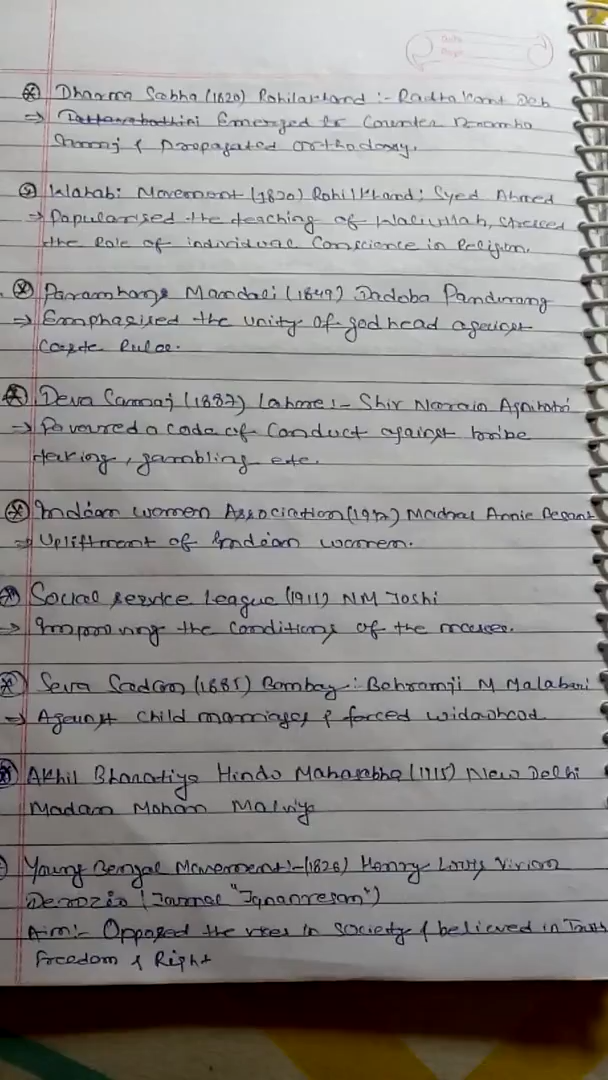 Date
Page
Dharma Sabha (1820) Rohilakhand :- Radhakant Deb
→ Emerged to Counter Bramho
Samaj & Propagated orthodoxy.
Wahabi Movement (1820) Rohilkhand : Syed Ahmed
→ Papularised the teaching of Waliullah, stresses
the Role of individual Conscience in Religion.
Paramhans Mandali (1849) Dadoba Pandurang
→ Emphasised the unity of godhead against
Caste Rules.
Deva Samaj (1887) Lahore :- Shiv Narain Agnihotri
→ a code of Conduct against bribe
taking, gambling etc.
Indian women Association (1917) Madras Annie Besant
→ Upliftment of Indian women.
Social service League (1911) NM Joshi
→ Improving the Conditions of the masses.
Seva Sadan (1885) Bombay : Behramji M Malabari
→ Against child marriages & forced widowhood.
Akhil Bharatiya Hindu Mahasabha (1915) New Delhi
Madan Mohan Malviya
Young Bengal Movement :- (1826) Henry Louis Vivian
Derozio (Journal "Jqnanresan")
Aim :- Opposed the vices in society & believed in Truth
freedom & Right